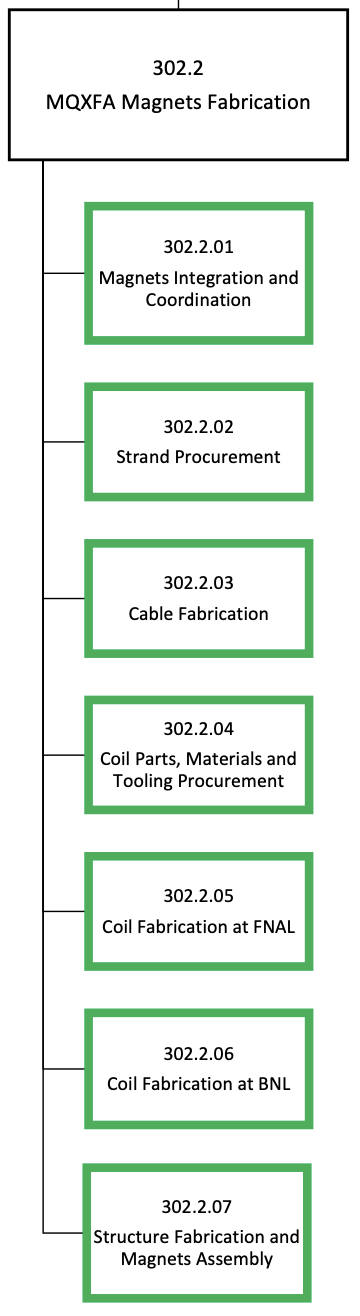 302.2
MQXFA Magnets Fabrication
302.2.01
Magnets Integration and
Coordination
302.2.02
Strand Procurement
302.2.03
Cable Fabrication
302.2.04
Coil Parts, Materials and
Tooling Procurement
302.2.05
Coil Fabrication at FNAL
302.2.06
Coil Fabrication at BNL
302.2.07
Structure Fabrication and
Magnets Assembly